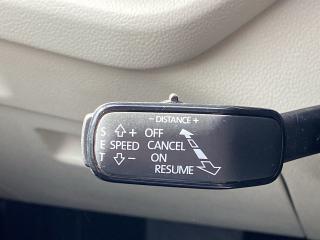 − DISTANCE +
S + OFF
E SPEED CANCEL
T − ON
RESUME